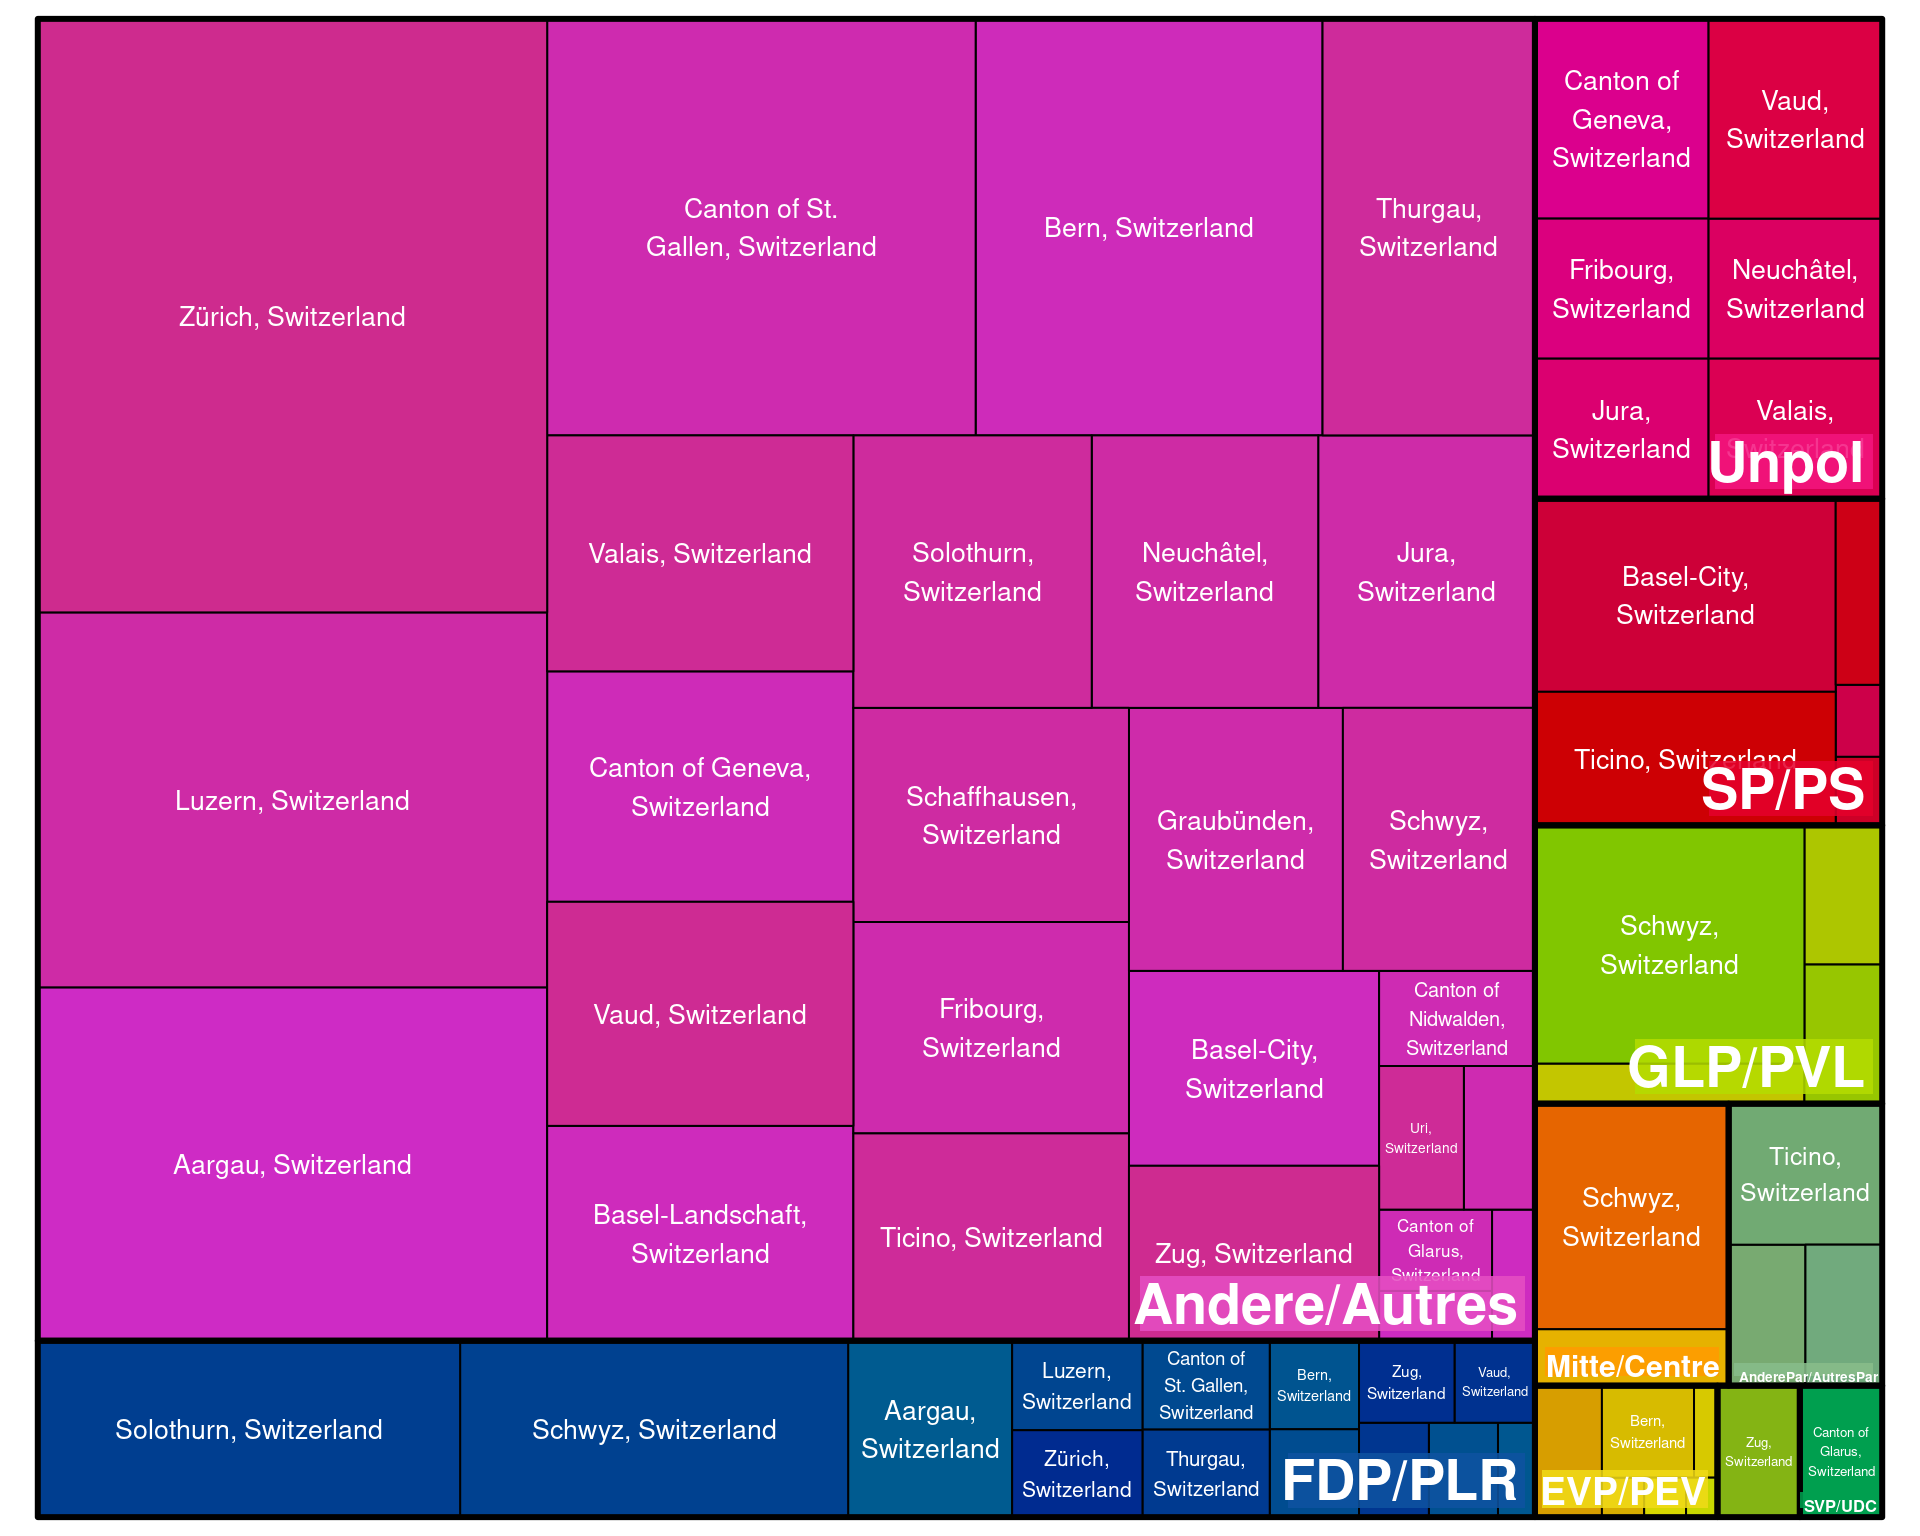 Zürich, Switzerland
Canton of St.
Gallen, Switzerland
Bern, Switzerland
Thurgau,
Switzerland
Luzern, Switzerland
Aargau, Switzerland
Valais, Switzerland
Solothurn,
Switzerland
Neuchâtel,
Switzerland
Jura,
Switzerland
Canton of Geneva,
Switzerland
Vaud, Switzerland
Basel-Landschaft,
Switzerland
Schaffhausen,
Switzerland
Fribourg,
Switzerland
Ticino, Switzerland
Graubünden,
Switzerland
Schwyz,
Switzerland
Basel-City,
Switzerland
Zug, Switzerland
Canton of
Nidwalden,
Switzerland
Uri,
Switzerland
Canton of
Glarus,
Switzerland
Andere/Autres
Solothurn, Switzerland
Schwyz, Switzerland
Aargau,
Switzerland
Luzern,
Switzerland
Zürich,
Switzerland
Canton of
St. Gallen,
Switzerland
Thurgau,
Switzerland
Bern,
Switzerland
Zug,
Switzerland
Vaud,
Switzerland
FDP/PLR
Canton of
Geneva,
Switzerland
Vaud,
Switzerland
Fribourg,
Switzerland
Neuchâtel,
Switzerland
Jura,
Switzerland
Valais,
Switzerland
Unpol
Basel-City,
Switzerland
Ticino, Switzerland
SP/PS
Schwyz,
Switzerland
GLP/PVL
Schwyz,
Switzerland
Mitte/Centre
Ticino,
Switzerland
AnderePar/AutresPar
Bern,
Switzerland
EVP/PEV
Zug,
Switzerland
Canton of
Glarus,
Switzerland
SVP/UDC